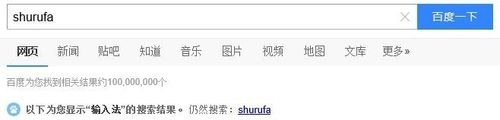 shurufa 百度一下
网页 新闻 贴吧 知道 音乐 图片 视频 地图 文库 更多»
百度为您找到相关结果约100,000,000个
以下为您显示“输入法”的搜索结果。 仍然搜索：shurufa